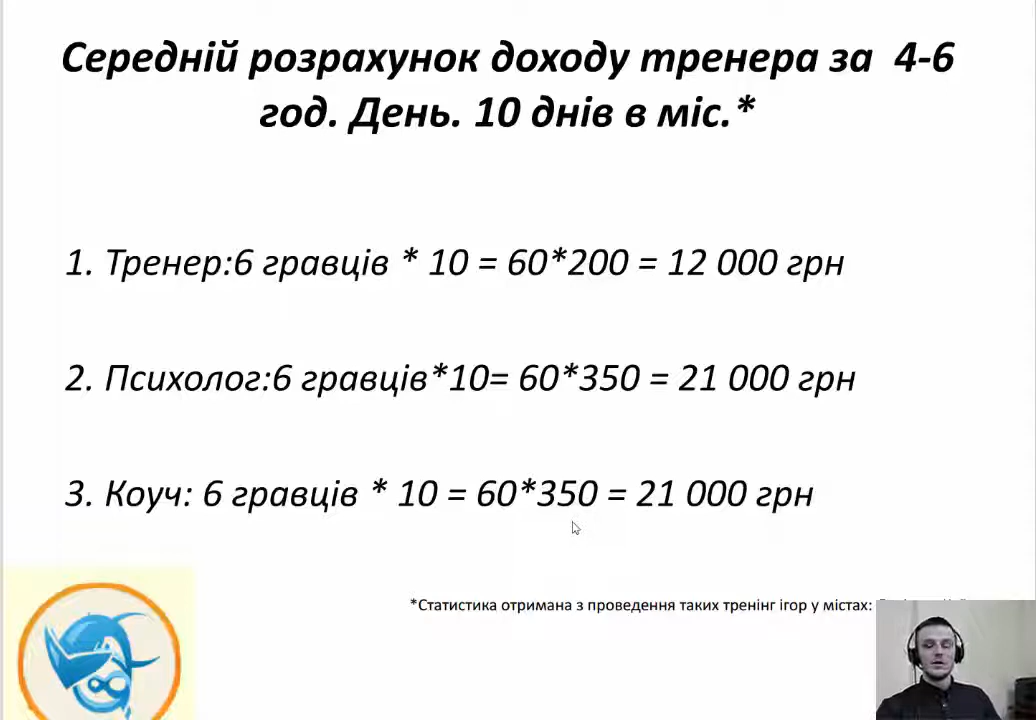 Середній розрахунок доходу тренера за 4-6
год. День. 10 днів в міс.*
1. Тренер:6 гравців * 10 = 60*200 = 12 000 грн
2. Психолог:6 гравців*10= 60*350 = 21 000 грн
3. Коуч: 6 гравців * 10 = 60*350 = 21 000 грн
*Статистика отримана з проведення таких тренінг ігор у містах: